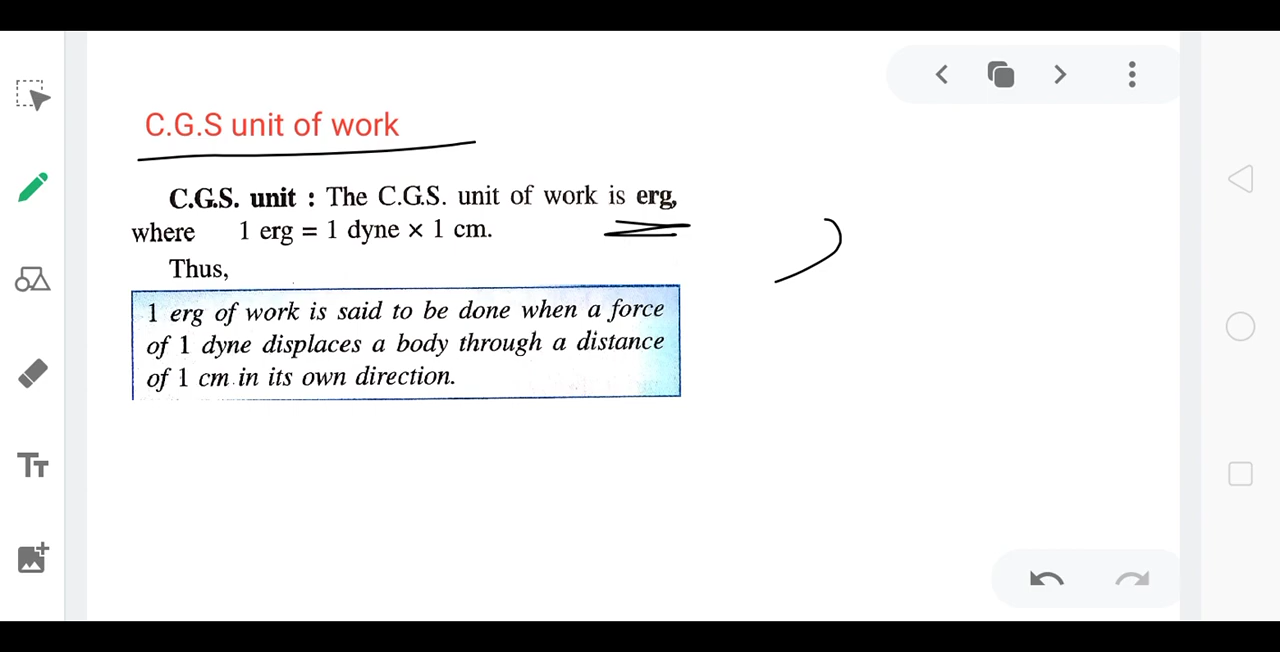 C.G.S unit of work
C.G.S. unit : The C.G.S. unit of work is erg,
where 1 erg = 1 dyne × 1 cm.
Thus,
1 erg of work is said to be done when a force
of 1 dyne displaces a body through a distance
of 1 cm in its own direction.
TT